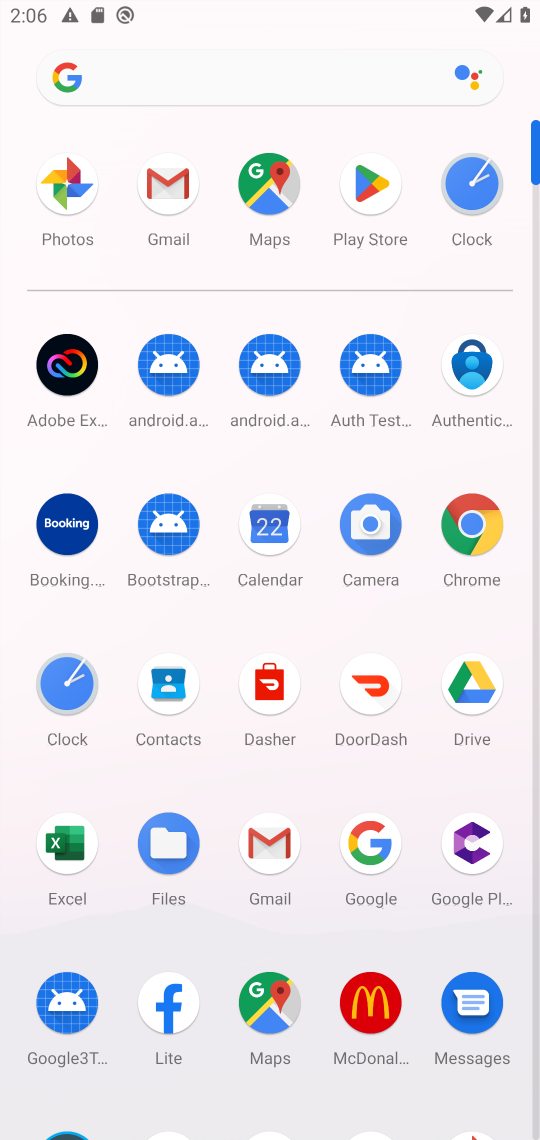 2:06
Photos Gmail Maps Play Store Clock
Adobe Ex... android.a... android.a... Auth Test... Authentic...
Booking
22
Booking.... Bootstrap... Calendar Camera Chrome
Clock Contacts Dasher DoorDash Drive
X
Excel Files Gmail Google Google Pl...
Google3T... Lite Maps McDonal... Messages